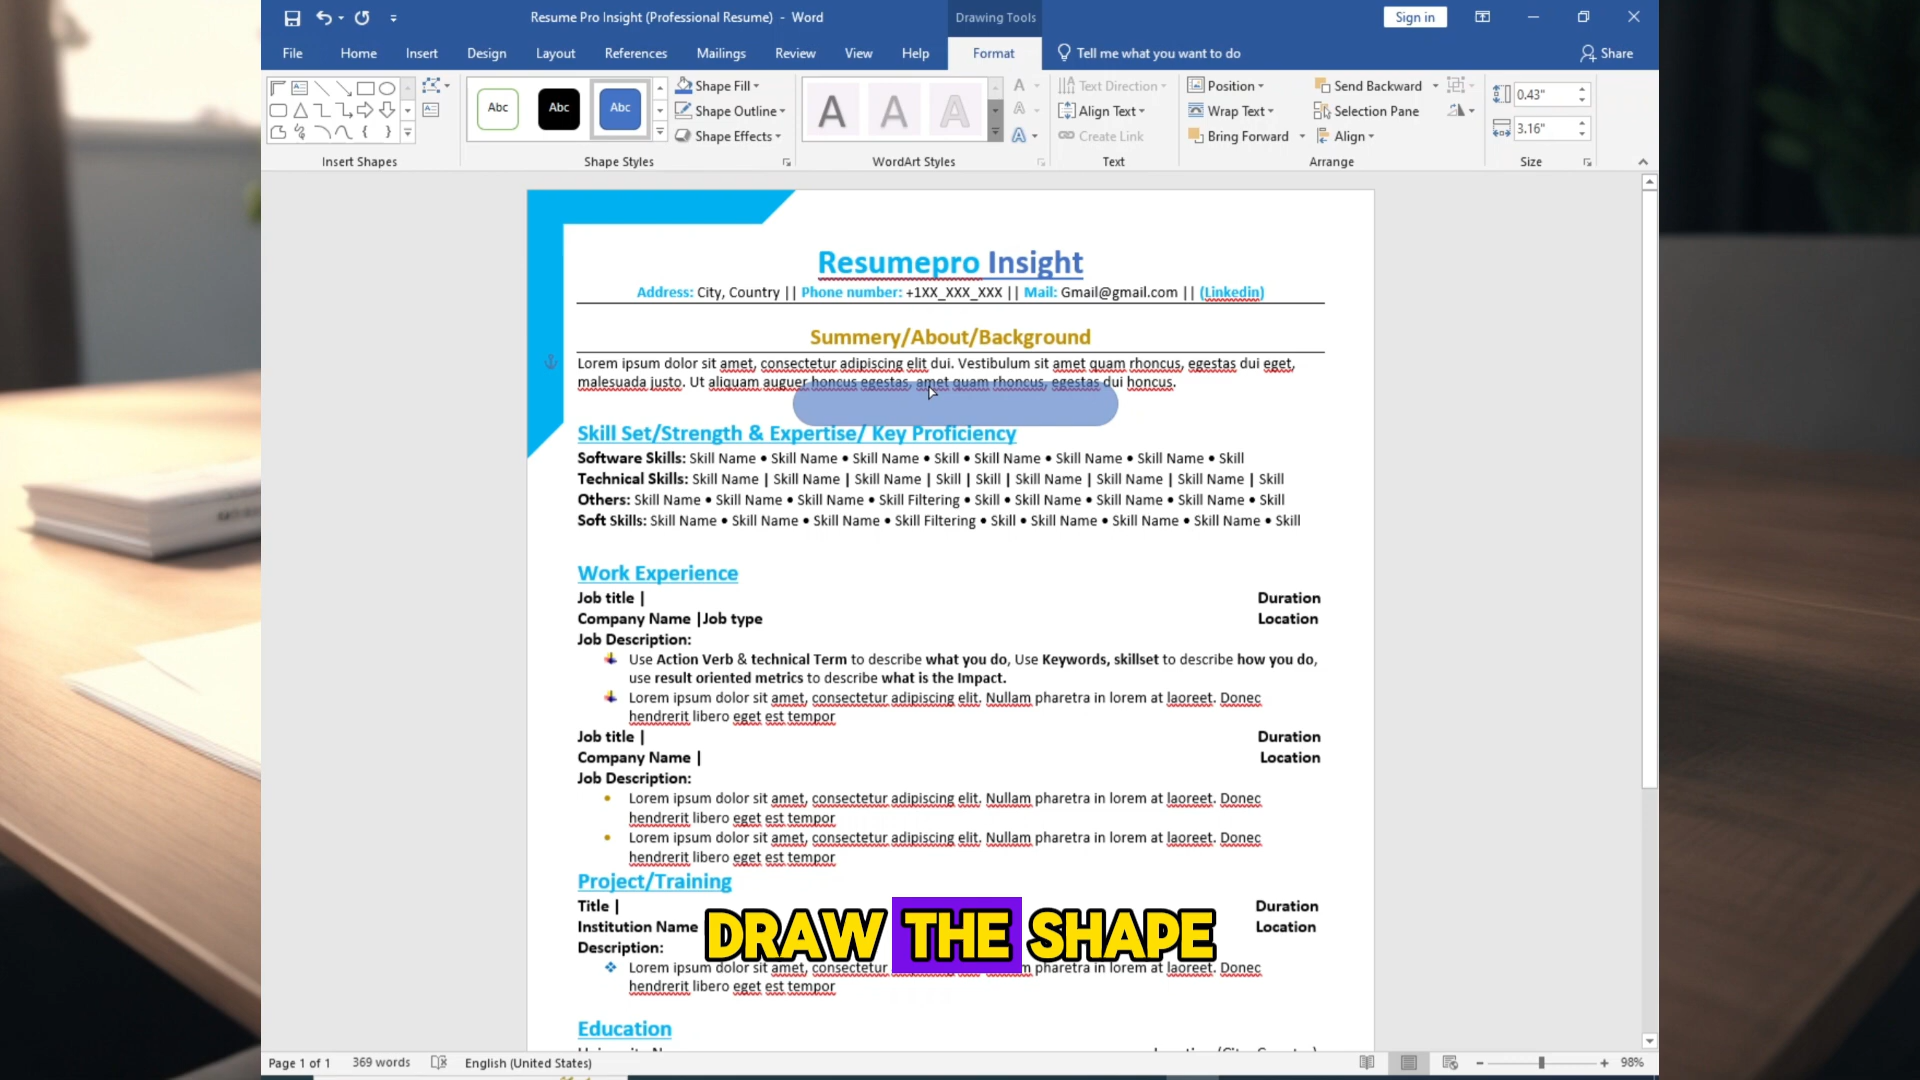 Resume Pro Insight (Professional Resume) - Word
Drawing Tools
Sign in
File Home Insert Design Layout References Mailings Review View Help Format Tell me what you want to do Share
Abc Abc Abc
Shape Fill
Shape Outline
Shape Effects
A A A
Text Direction
Align Text
Create Link
Position
Wrap Text
Bring Forward
Send Backward
Selection Pane
Align
0.43"
3.16"
Insert Shapes Shape Styles WordArt Styles Text Arrange Size
Resumepro Insight
Address: City, Country || Phone number: +1XX_XXX_XXX || Mail: Gmail@gmail.com || (Linkedin)
Summery/About/Background
Lorem ipsum dolor sit amet, consectetur adipiscing elit dui. Vestibulum sit amet quam rhoncus, egestas dui eget,
malesuada justo. Ut aliquam auguer honcus egestas, amet quam rhoncus, egestas dui honcus.
Skill Set/Strength & Expertise/ Key Proficiency
Software Skills: Skill Name • Skill Name • Skill Name • Skill • Skill Name • Skill Name • Skill Name • Skill
Technical Skills: Skill Name | Skill Name | Skill Name | Skill | Skill | Skill Name | Skill Name | Skill Name | Skill
Others: Skill Name • Skill Name • Skill Name • Skill Filtering • Skill • Skill Name • Skill Name • Skill Name • Skill
Soft Skills: Skill Name • Skill Name • Skill Name • Skill Filtering • Skill • Skill Name • Skill Name • Skill Name • Skill
Work Experience
Job title | Duration
Company Name |Job type Location
Job Description:
Use Action Verb & technical Term to describe what you do, Use Keywords, skillset to describe how you do,
use result oriented metrics to describe what is the Impact.
Lorem ipsum dolor sit amet, consectetur adipiscing elit. Nullam pharetra in lorem at laoreet. Donec
hendrerit libero eget est tempor
Job title | Duration
Company Name | Location
Job Description:
• Lorem ipsum dolor sit amet, consectetur adipiscing elit. Nullam pharetra in lorem at laoreet. Donec
hendrerit libero eget est tempor
• Lorem ipsum dolor sit amet, consectetur adipiscing elit. Nullam pharetra in lorem at laoreet. Donec
hendrerit libero eget est tempor
Project/Training
Title | Duration
Institution Name Location
Description:
DRAW THE SHAPE
Lorem ipsum dolor sit amet, consectetur pharetra in lorem at laoreet. Donec
hendrerit libero eget est tempor
Education
Page 1 of 1 369 words English (United States) 98%